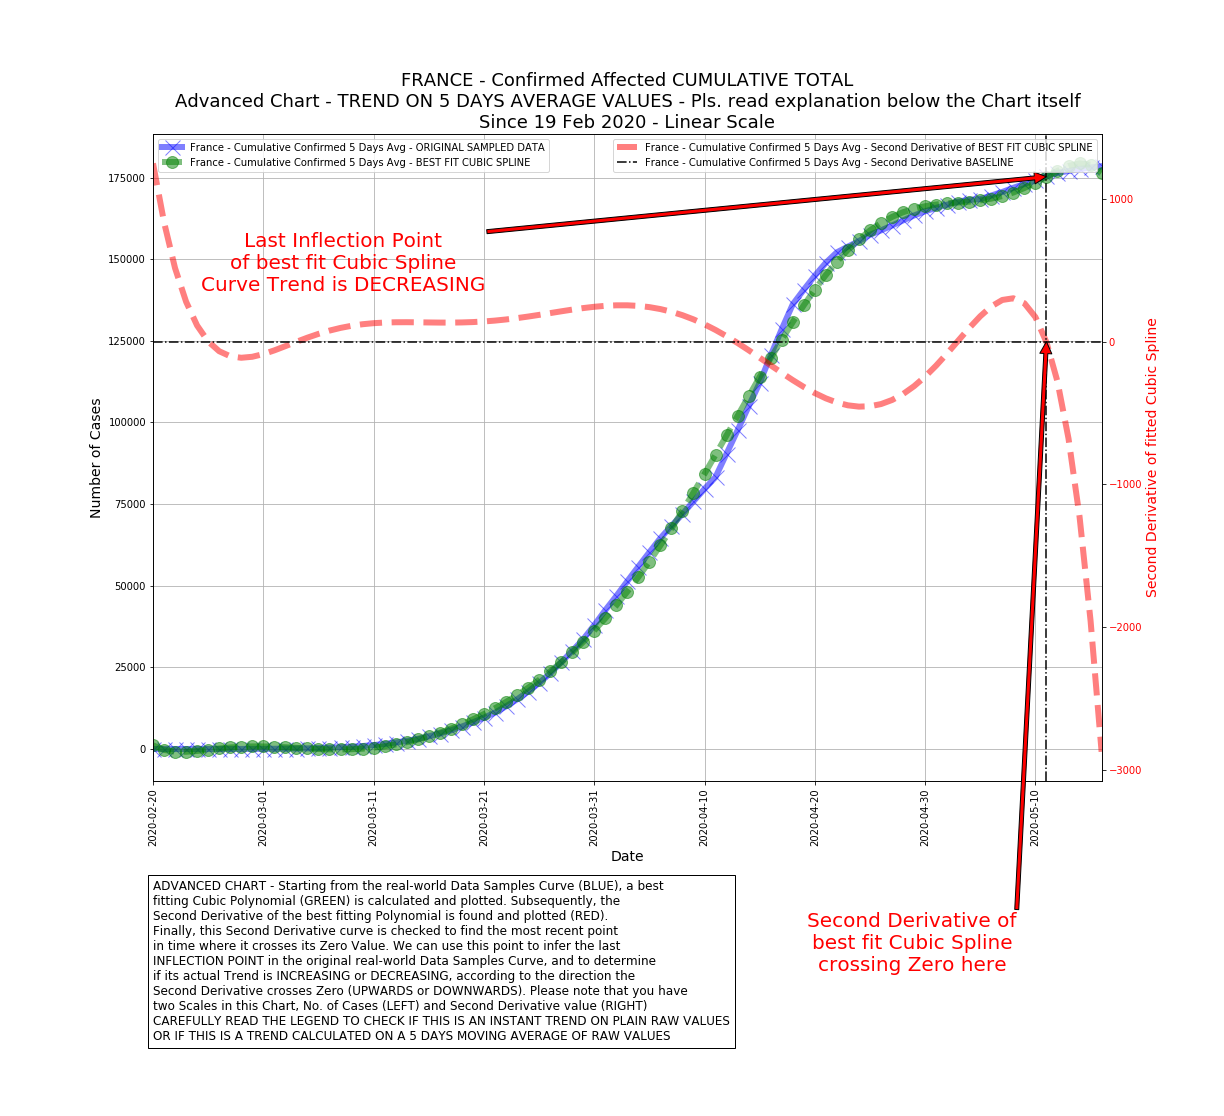 FRANCE - Confirmed Affected CUMULATIVE TOTAL
Advanced Chart - TREND ON 5 DAYS AVERAGE VALUES - Pls. read explanation below the Chart itself
Since 19 Feb 2020 - Linear Scale
France - Cumulative Confirmed 5 Days Avg - ORIGINAL SAMPLED DATA
France - Cumulative Confirmed 5 Days Avg - BEST FIT CUBIC SPLINE
France - Cumulative Confirmed 5 Days Avg - Second Derivative of BEST FIT CUBIC SPLINE
France - Cumulative Confirmed 5 Days Avg - Second Derivative BASELINE
Last Inflection Point
of best fit Cubic Spline
Curve Trend is DECREASING
Number of Cases
175000
150000
125000
100000
75000
50000
25000
0
1000
0
−1000
−2000
−3000
Second Derivative of fitted Cubic Spline
2020-02-20
2020-03-01
2020-03-11
2020-03-21
2020-03-31
2020-04-10
2020-04-20
2020-04-30
2020-05-10
Date
Second Derivative of
best fit Cubic Spline
crossing Zero here
ADVANCED CHART - Starting from the real-world Data Samples Curve (BLUE), a best
fitting Cubic Polynomial (GREEN) is calculated and plotted. Subsequently, the
Second Derivative of the best fitting Polynomial is found and plotted (RED).
Finally, this Second Derivative curve is checked to find the most recent point
in time where it crosses its Zero Value. We can use this point to infer the last
INFLECTION POINT in the original real-world Data Samples Curve, and to determine
if its actual Trend is INCREASING or DECREASING, according to the direction the
Second Derivative crosses Zero (UPWARDS or DOWNWARDS). Please note that you have
two Scales in this Chart, No. of Cases (LEFT) and Second Derivative value (RIGHT)
CAREFULLY READ THE LEGEND TO CHECK IF THIS IS AN INSTANT TREND ON PLAIN RAW VALUES
OR IF THIS IS A TREND CALCULATED ON A 5 DAYS MOVING AVERAGE OF RAW VALUES